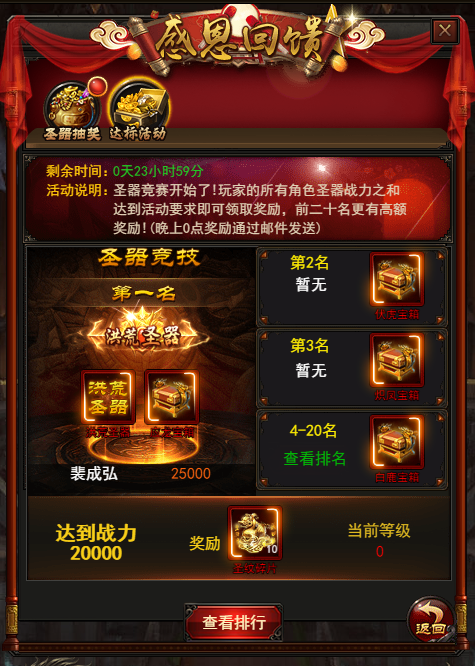 感恩回馈
圣器抽奖 达标活动
剩余时间：0天23小时59分
活动说明：圣器竞赛开始了！玩家的所有角色圣器战力之和
达到活动要求即可领取奖励，前二十名更有高额
奖励！（晚上0点奖励通过邮件发送）
圣器竞技
第一名
洪荒圣器
洪荒
圣器
洪荒圣器
裴成弘 25000
第2名
暂无
伏龙宝箱
第3名
暂无
4-20名
查看排名
白鹿宝箱
达到战力
20000
奖励
10
当前等级
0
查看排行
返回